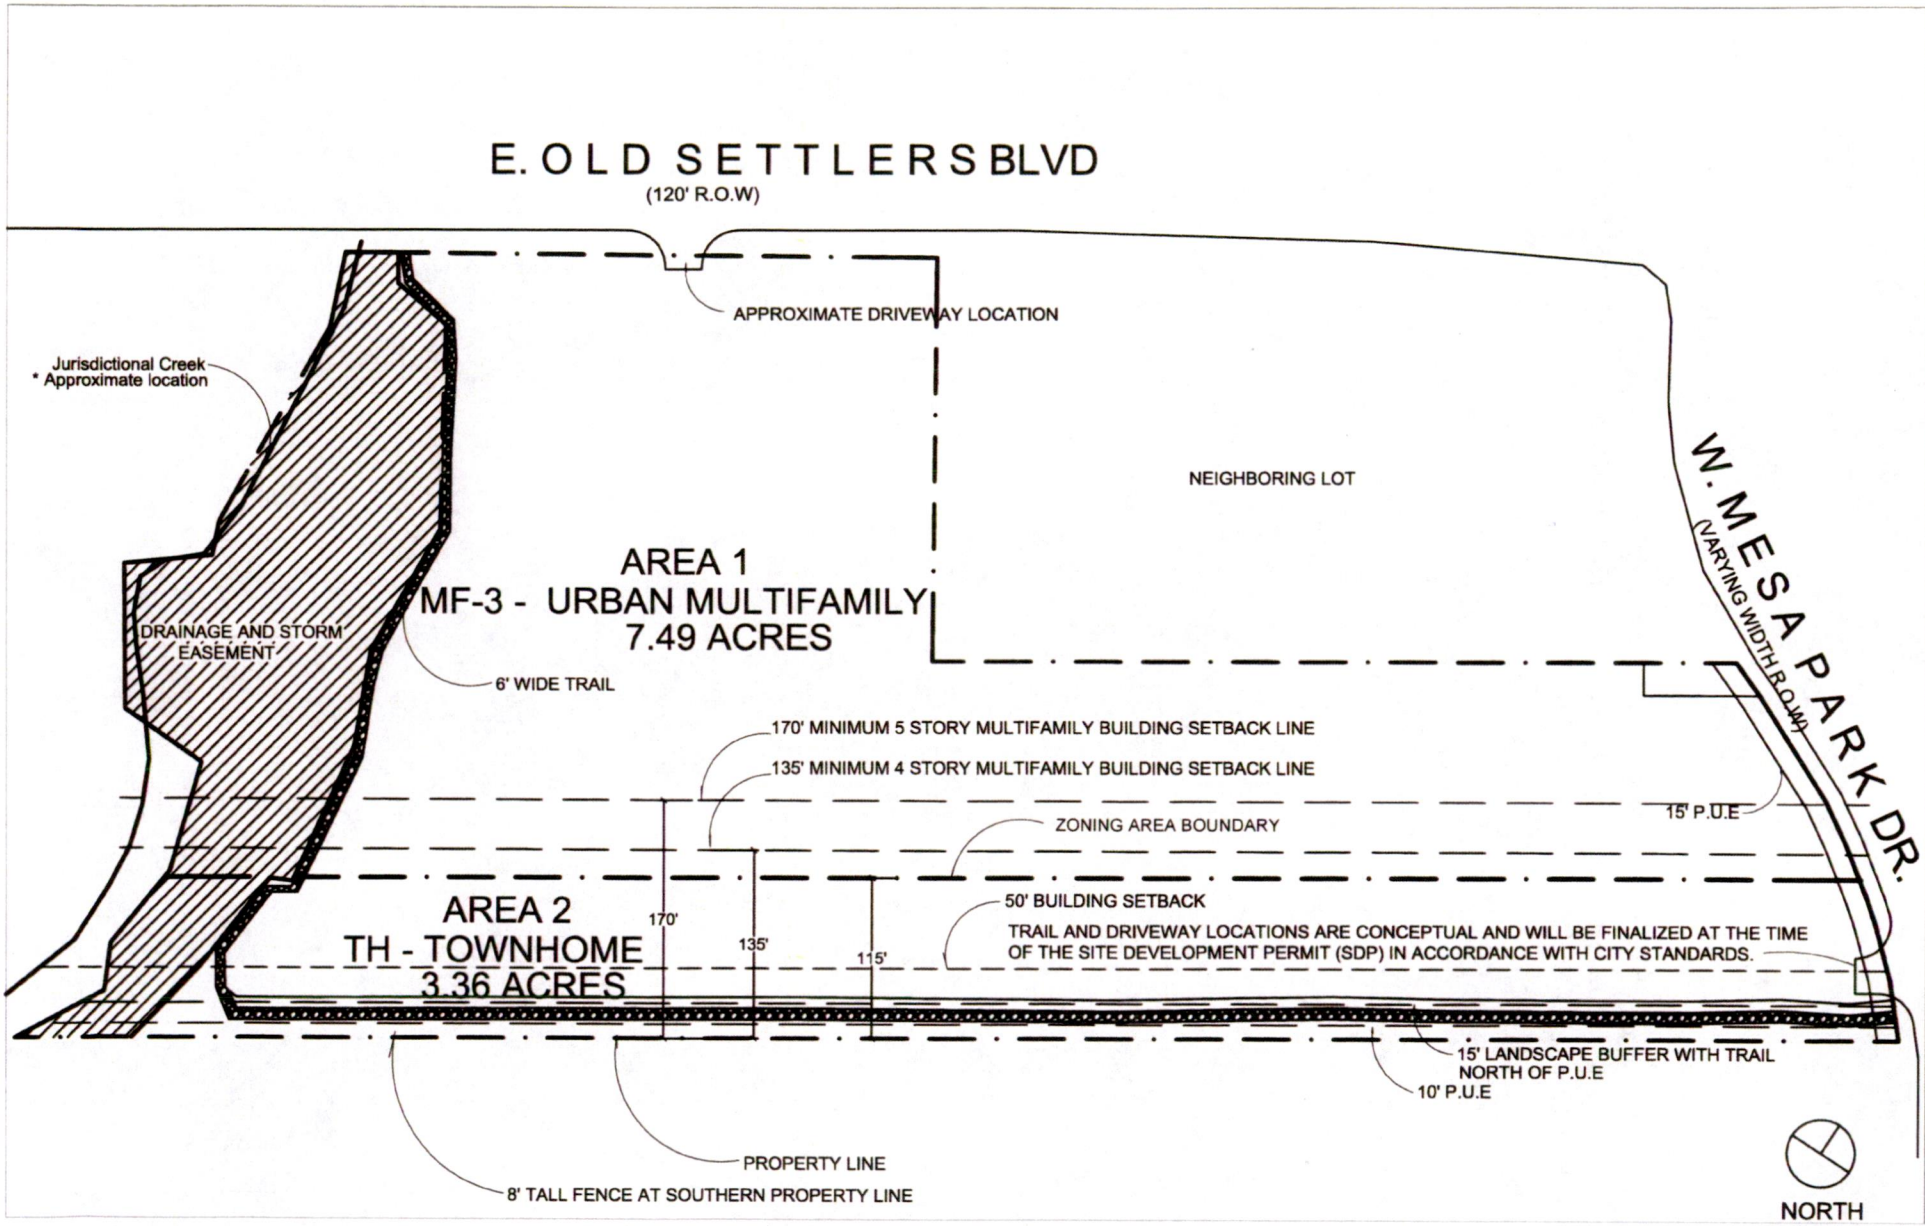 E. OLD SETTLERS BLVD
(120' R.O.W)
APPROXIMATE DRIVEWAY LOCATION
Jurisdictional Creek
* Approximate location
NEIGHBORING LOT
W. MESA PARK DR.
(VARYING WIDTH R.O.W)
AREA 1
MF-3 - URBAN MULTIFAMILY
7.49 ACRES
DRAINAGE AND STORM
EASEMENT
6' WIDE TRAIL
170' MINIMUM 5 STORY MULTIFAMILY BUILDING SETBACK LINE
135' MINIMUM 4 STORY MULTIFAMILY BUILDING SETBACK LINE
15' P.U.E
ZONING AREA BOUNDARY
AREA 2
TH - TOWNHOME
3.36 ACRES
170'
135'
115'
50' BUILDING SETBACK
TRAIL AND DRIVEWAY LOCATIONS ARE CONCEPTUAL AND WILL BE FINALIZED AT THE TIME
OF THE SITE DEVELOPMENT PERMIT (SDP) IN ACCORDANCE WITH CITY STANDARDS.
15' LANDSCAPE BUFFER WITH TRAIL
NORTH OF P.U.E
10' P.U.E
PROPERTY LINE
8' TALL FENCE AT SOUTHERN PROPERTY LINE
NORTH